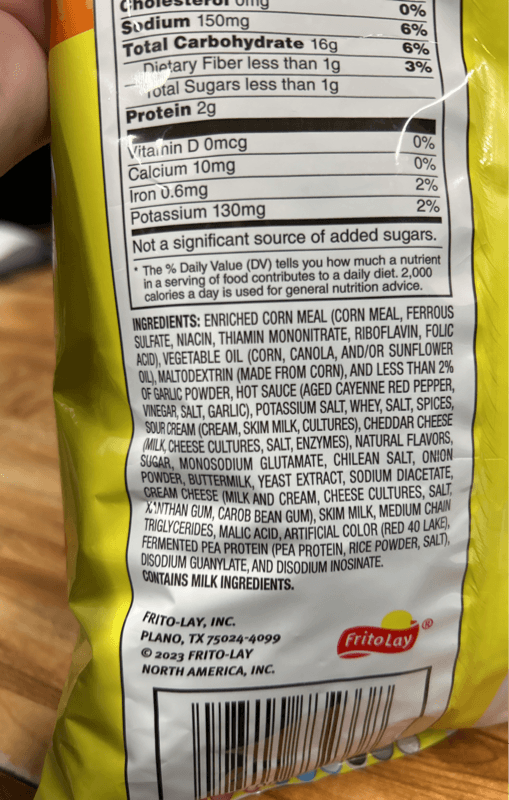 Cholesterol 0mg 0%
Sodium 150mg 6%
Total Carbohydrate 16g 6%
Dietary Fiber less than 1g 3%
Total Sugars less than 1g
Protein 2g
Vitamin D 0mcg 0%
Calcium 10mg 0%
Iron 0.6mg 2%
Potassium 130mg 2%
Not a significant source of added sugars.
* The % Daily Value (DV) tells you how much a nutrient
in a serving of food contributes to a daily diet. 2,000
calories a day is used for general nutrition advice.
INGREDIENTS: ENRICHED CORN MEAL (CORN MEAL, FERROUS
SULFATE, NIACIN, THIAMIN MONONITRATE, RIBOFLAVIN, FOLIC
ACID), VEGETABLE OIL (CORN, CANOLA, AND/OR SUNFLOWER
OIL), MALTODEXTRIN (MADE FROM CORN), AND LESS THAN 2%
OF GARLIC POWDER, HOT SAUCE (AGED CAYENNE RED PEPPER,
VINEGAR, SALT, GARLIC), POTASSIUM SALT, WHEY, SALT, SPICES,
SOUR CREAM (CREAM, SKIM MILK, CULTURES), CHEDDAR CHEESE
(MILK, CHEESE CULTURES, SALT, ENZYMES), NATURAL FLAVORS,
SUGAR, MONOSODIUM GLUTAMATE, CHILEAN SALT, ONION
POWDER, BUTTERMILK, YEAST EXTRACT, SODIUM DIACETATE,
CREAM CHEESE (MILK AND CREAM, CHEESE CULTURES, SALT,
XANTHAN GUM, CAROB BEAN GUM), SKIM MILK, MEDIUM CHAIN
TRIGLYCERIDES, MALIC ACID, ARTIFICIAL COLOR (RED 40 LAKE),
FERMENTED PEA PROTEIN (PEA PROTEIN, RICE POWDER, SALT),
DISODIUM GUANYLATE, AND DISODIUM INOSINATE.
CONTAINS MILK INGREDIENTS.
FRITO-LAY, INC.
PLANO, TX 75024-4099
© 2023 FRITO-LAY
NORTH AMERICA, INC.
FritoLay ®